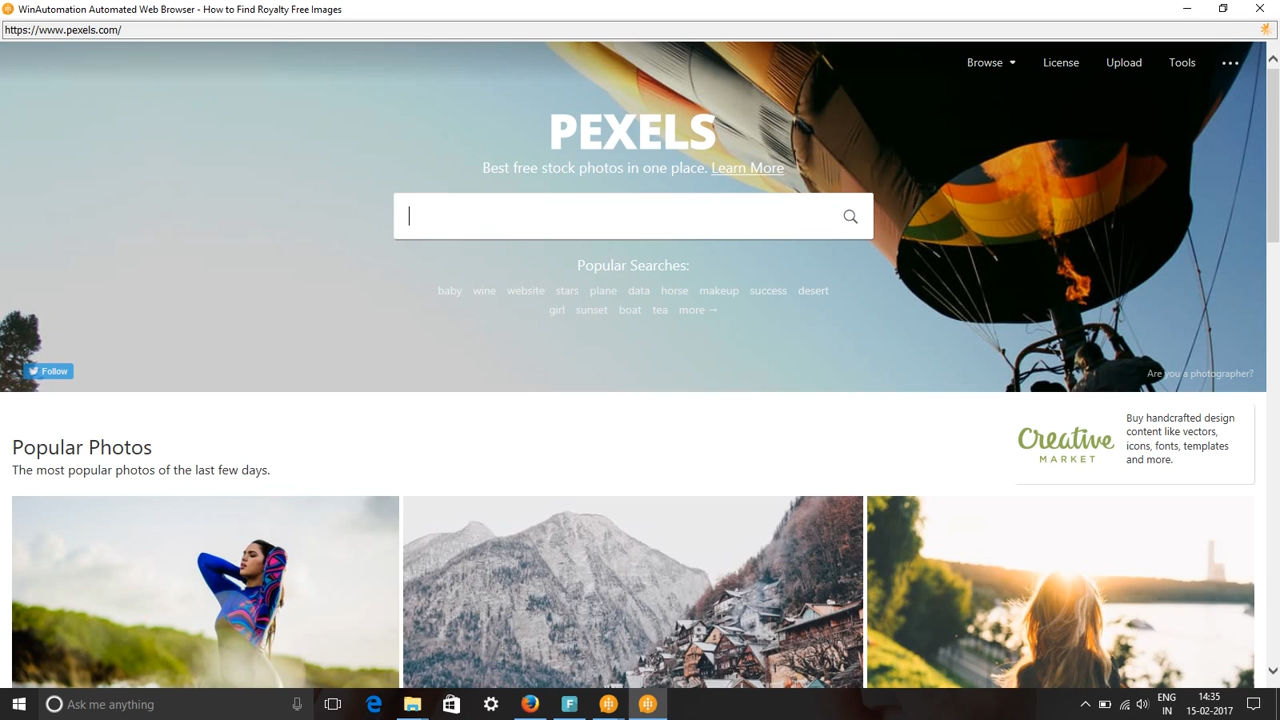 WinAutomation Automated Web Browser - How to Find Royalty Free Images
https://www.pexels.com/
Browse License Upload Tools
PEXELS
Best free stock photos in one place. Learn More
Popular Searches:
baby wine website stars plane data horse makeup success desert
girl sunset boat tea more →
Follow
Are you a photographer?
Creative
MARKET
Buy handcrafted design
content like vectors,
icons, fonts, templates
and more.
Popular Photos
The most popular photos of the last few days.
Ask me anything
ENG
IN
14:35
15-02-2017